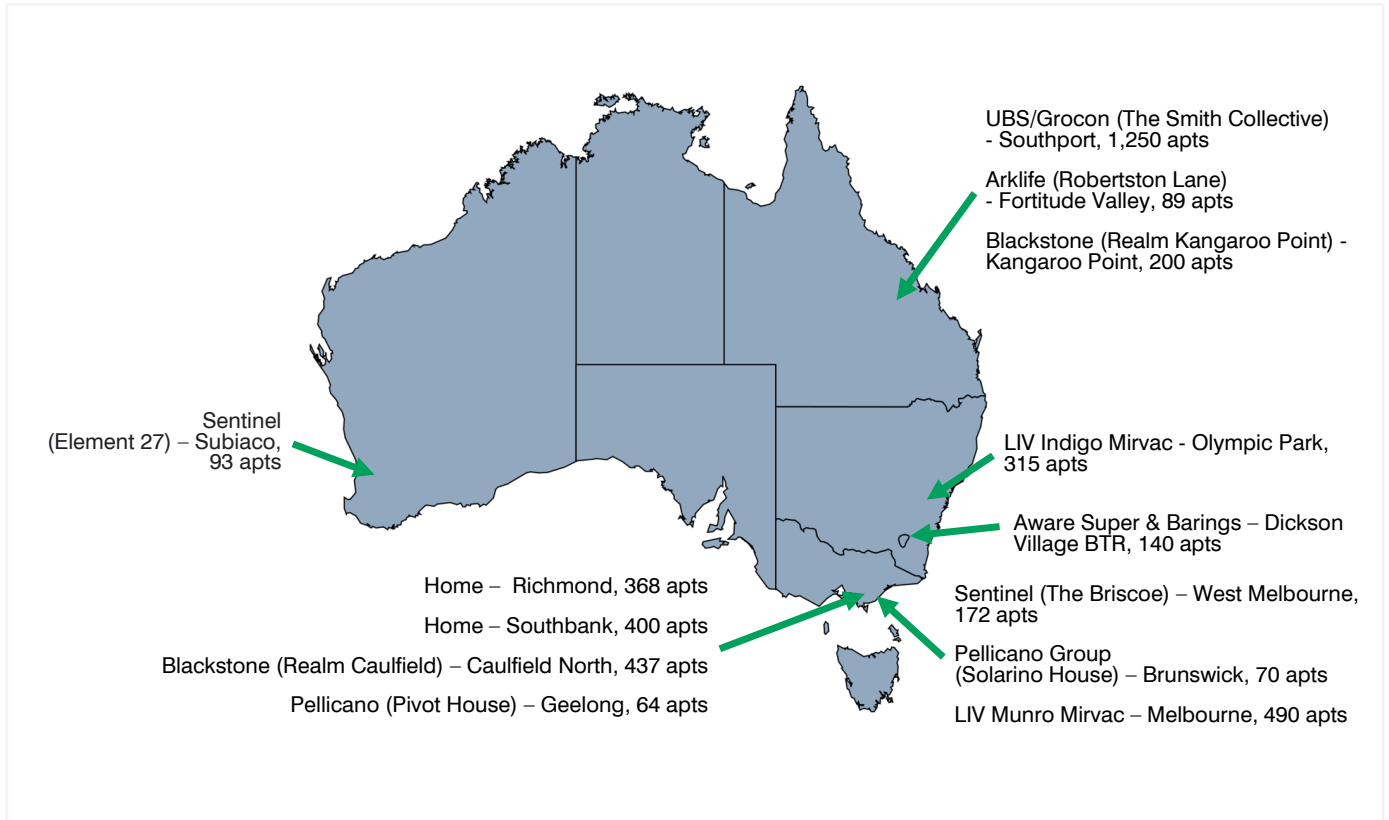 UBS/Grocon (The Smith Collective)
- Southport, 1,250 apts
Arklife (Robertston Lane)
- Fortitude Valley, 89 apts
Blackstone (Realm Kangaroo Point) -
Kangaroo Point, 200 apts
Sentinel
(Element 27) – Subiaco,
93 apts
LIV Indigo Mirvac - Olympic Park,
315 apts
Aware Super & Barings – Dickson
Village BTR, 140 apts
Home – Richmond, 368 apts
Home – Southbank, 400 apts
Blackstone (Realm Caulfield) – Caulfield North, 437 apts
Pellicano (Pivot House) – Geelong, 64 apts
Sentinel (The Briscoe) – West Melbourne,
172 apts
Pellicano Group
(Solarino House) – Brunswick, 70 apts
LIV Munro Mirvac – Melbourne, 490 apts